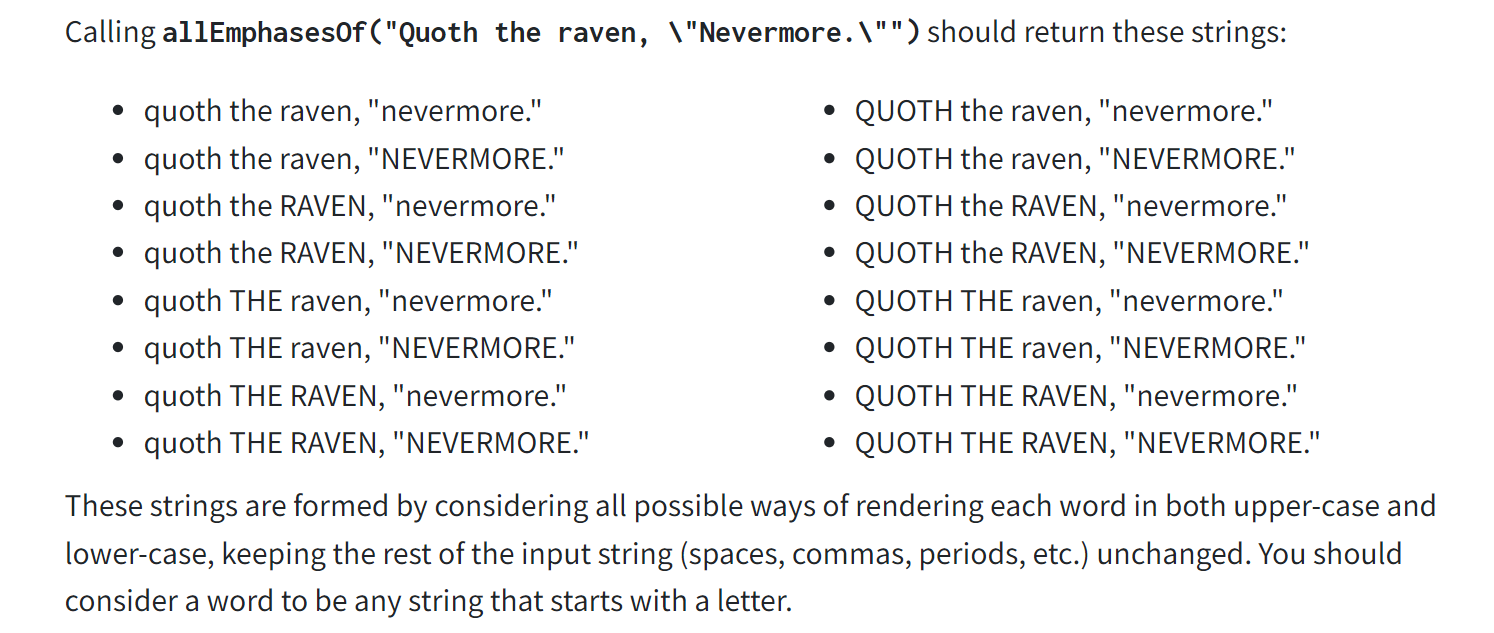 Calling allEmphasesOf("Quoth the raven, \"Nevermore.\"") should return these strings:
• quoth the raven, "nevermore."
• quoth the raven, "NEVERMORE."
• quoth the RAVEN, "nevermore."
• quoth the RAVEN, "NEVERMORE."
• quoth THE raven, "nevermore."
• quoth THE raven, "NEVERMORE."
• quoth THE RAVEN, "nevermore."
• quoth THE RAVEN, "NEVERMORE."
• QUOTH the raven, "nevermore."
• QUOTH the raven, "NEVERMORE."
• QUOTH the RAVEN, "nevermore."
• QUOTH the RAVEN, "NEVERMORE."
• QUOTH THE raven, "nevermore."
• QUOTH THE raven, "NEVERMORE."
• QUOTH THE RAVEN, "nevermore."
• QUOTH THE RAVEN, "NEVERMORE."
These strings are formed by considering all possible ways of rendering each word in both upper-case and
lower-case, keeping the rest of the input string (spaces, commas, periods, etc.) unchanged. You should
consider a word to be any string that starts with a letter.